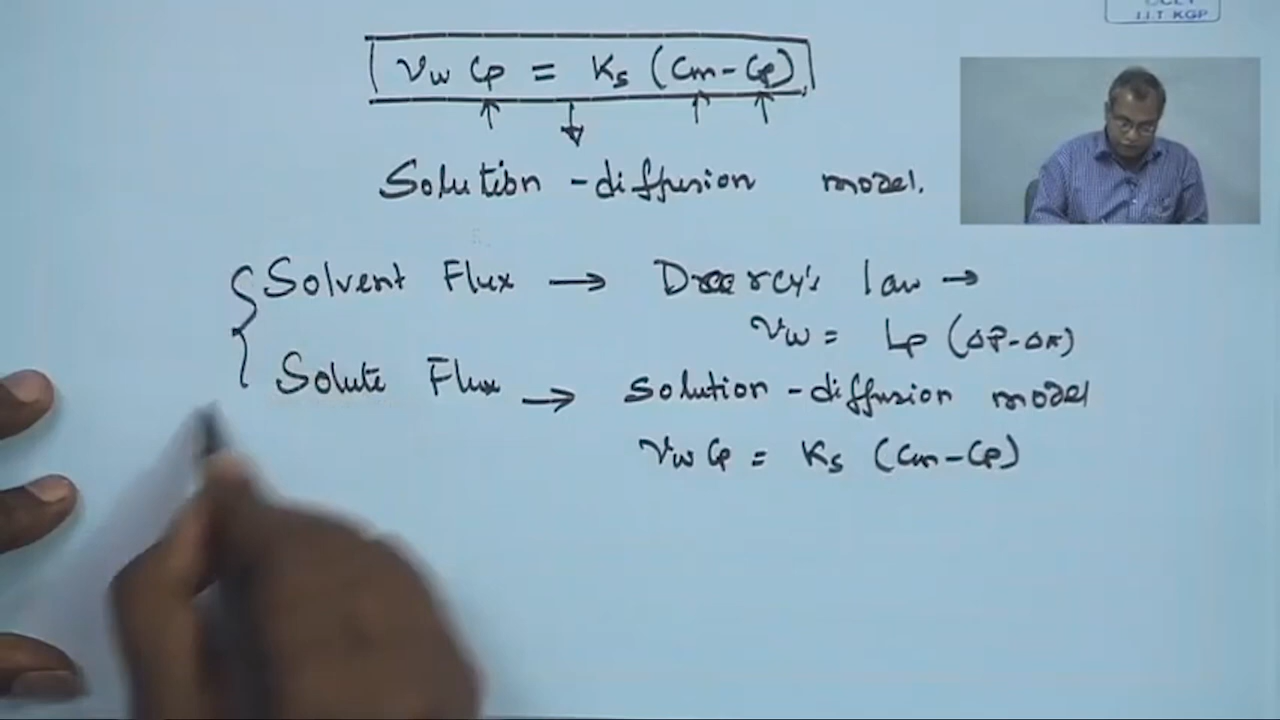 I.I.T KGP
Vw Cp = Ks (Cm - Cp)
Solution - diffusion model.
Solvent Flux → Darcy's law →
Vw = Lp (ΔP - Δπ)
Solute Flux → Solution - diffusion model
Vw Cp = Ks (Cm - Cp)